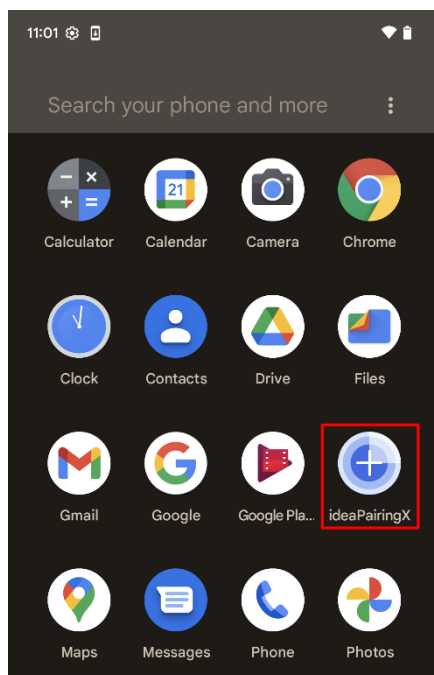 11:01
Search your phone and more
Calculator Calendar Camera Chrome
21
Clock Contacts Drive Files
Gmail Google Google Pla... ideaPairingX
Maps Messages Phone Photos